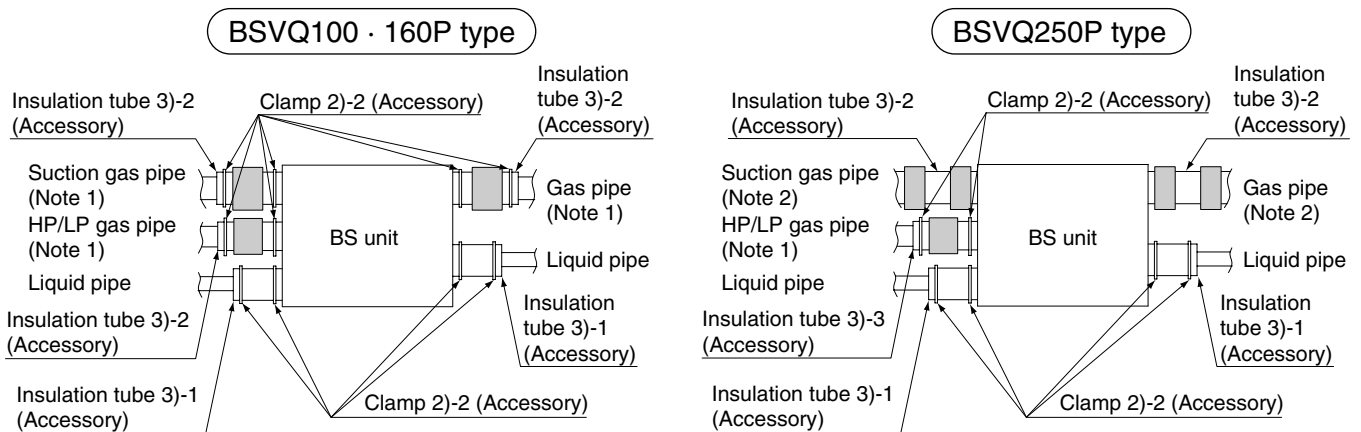 BSVQ100 · 160P type
Insulation tube 3)-2
(Accessory)
Clamp 2)-2 (Accessory)
Insulation
tube 3)-2
(Accessory)
Suction gas pipe
(Note 1)
HP/LP gas pipe
(Note 1)
Liquid pipe
BS unit
Gas pipe
(Note 1)
Liquid pipe
Insulation tube 3)-2
(Accessory)
Insulation
tube 3)-1
(Accessory)
Insulation tube 3)-1
(Accessory)
Clamp 2)-2 (Accessory)
BSVQ250P type
Insulation tube 3)-2
(Accessory)
Clamp 2)-2 (Accessory)
Insulation
tube 3)-2
(Accessory)
Suction gas pipe
(Note 2)
HP/LP gas pipe
(Note 1)
Liquid pipe
BS unit
Gas pipe
(Note 2)
Liquid pipe
Insulation tube 3)-3
(Accessory)
Insulation
tube 3)-1
(Accessory)
Insulation tube 3)-1
(Accessory)
Clamp 2)-2 (Accessory)